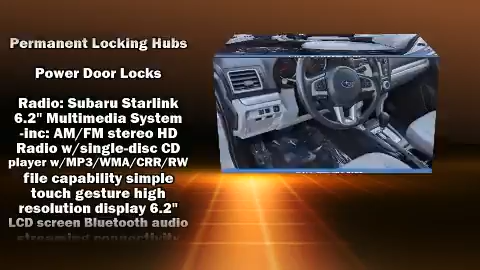 Permanent Locking Hubs
Power Door Locks
Radio: Subaru Starlink
6.2" Multimedia System
-inc: AM/FM stereo HD
Radio w/single-disc CD
player w/MP3/WMA/CRR/RW
file capability simple
touch gesture high
resolution display 6.2"
LCD screen Bluetooth audio
streaming connectivity